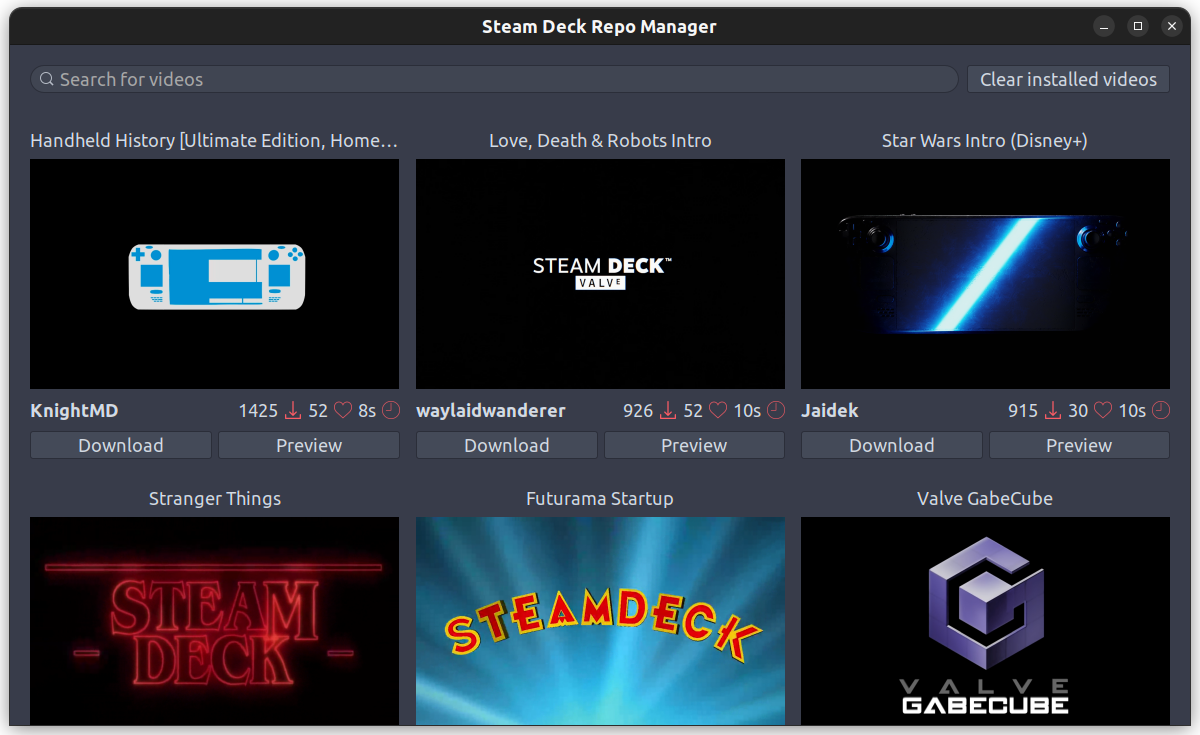 Steam Deck Repo Manager
Search for videos
Clear installed videos
Handheld History [Ultimate Edition, Home…
Love, Death & Robots Intro
Star Wars Intro (Disney+)
STEAM DECK™
VALVE
KnightMD
1425
52
8s
waylaidwanderer
926
52
10s
Jaidek
915
30
10s
Download
Preview
Download
Preview
Download
Preview
Stranger Things
Futurama Startup
Valve GabeCube
STEAM
DECK
STEAMDECK
VALVE
GABECUBE